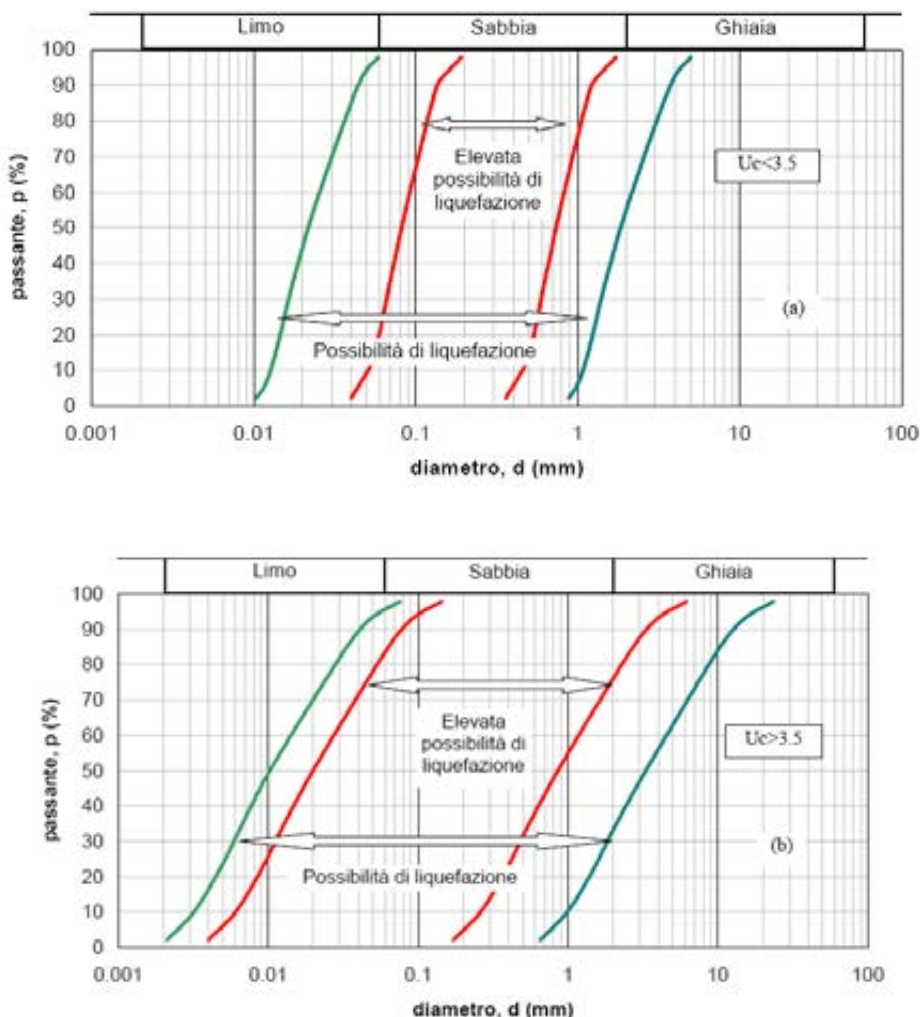 Limo Sabbia Ghiaia
100
90
80
70
60
50
40
30
20
10
0
passante, p (%)
Elevata
possibilità di
liquefazione
Uc<3.5
(a)
Possibilità di liquefazione
0.001 0.01 0.1 1 10 100
diametro, d (mm)
Limo Sabbia Ghiaia
100
90
80
70
60
50
40
30
20
10
0
passante, p (%)
Elevata
possibilità di
liquefazione
Uc>3.5
(b)
Possibilità di liquefazione
0.001 0.01 0.1 1 10 100
diametro, d (mm)